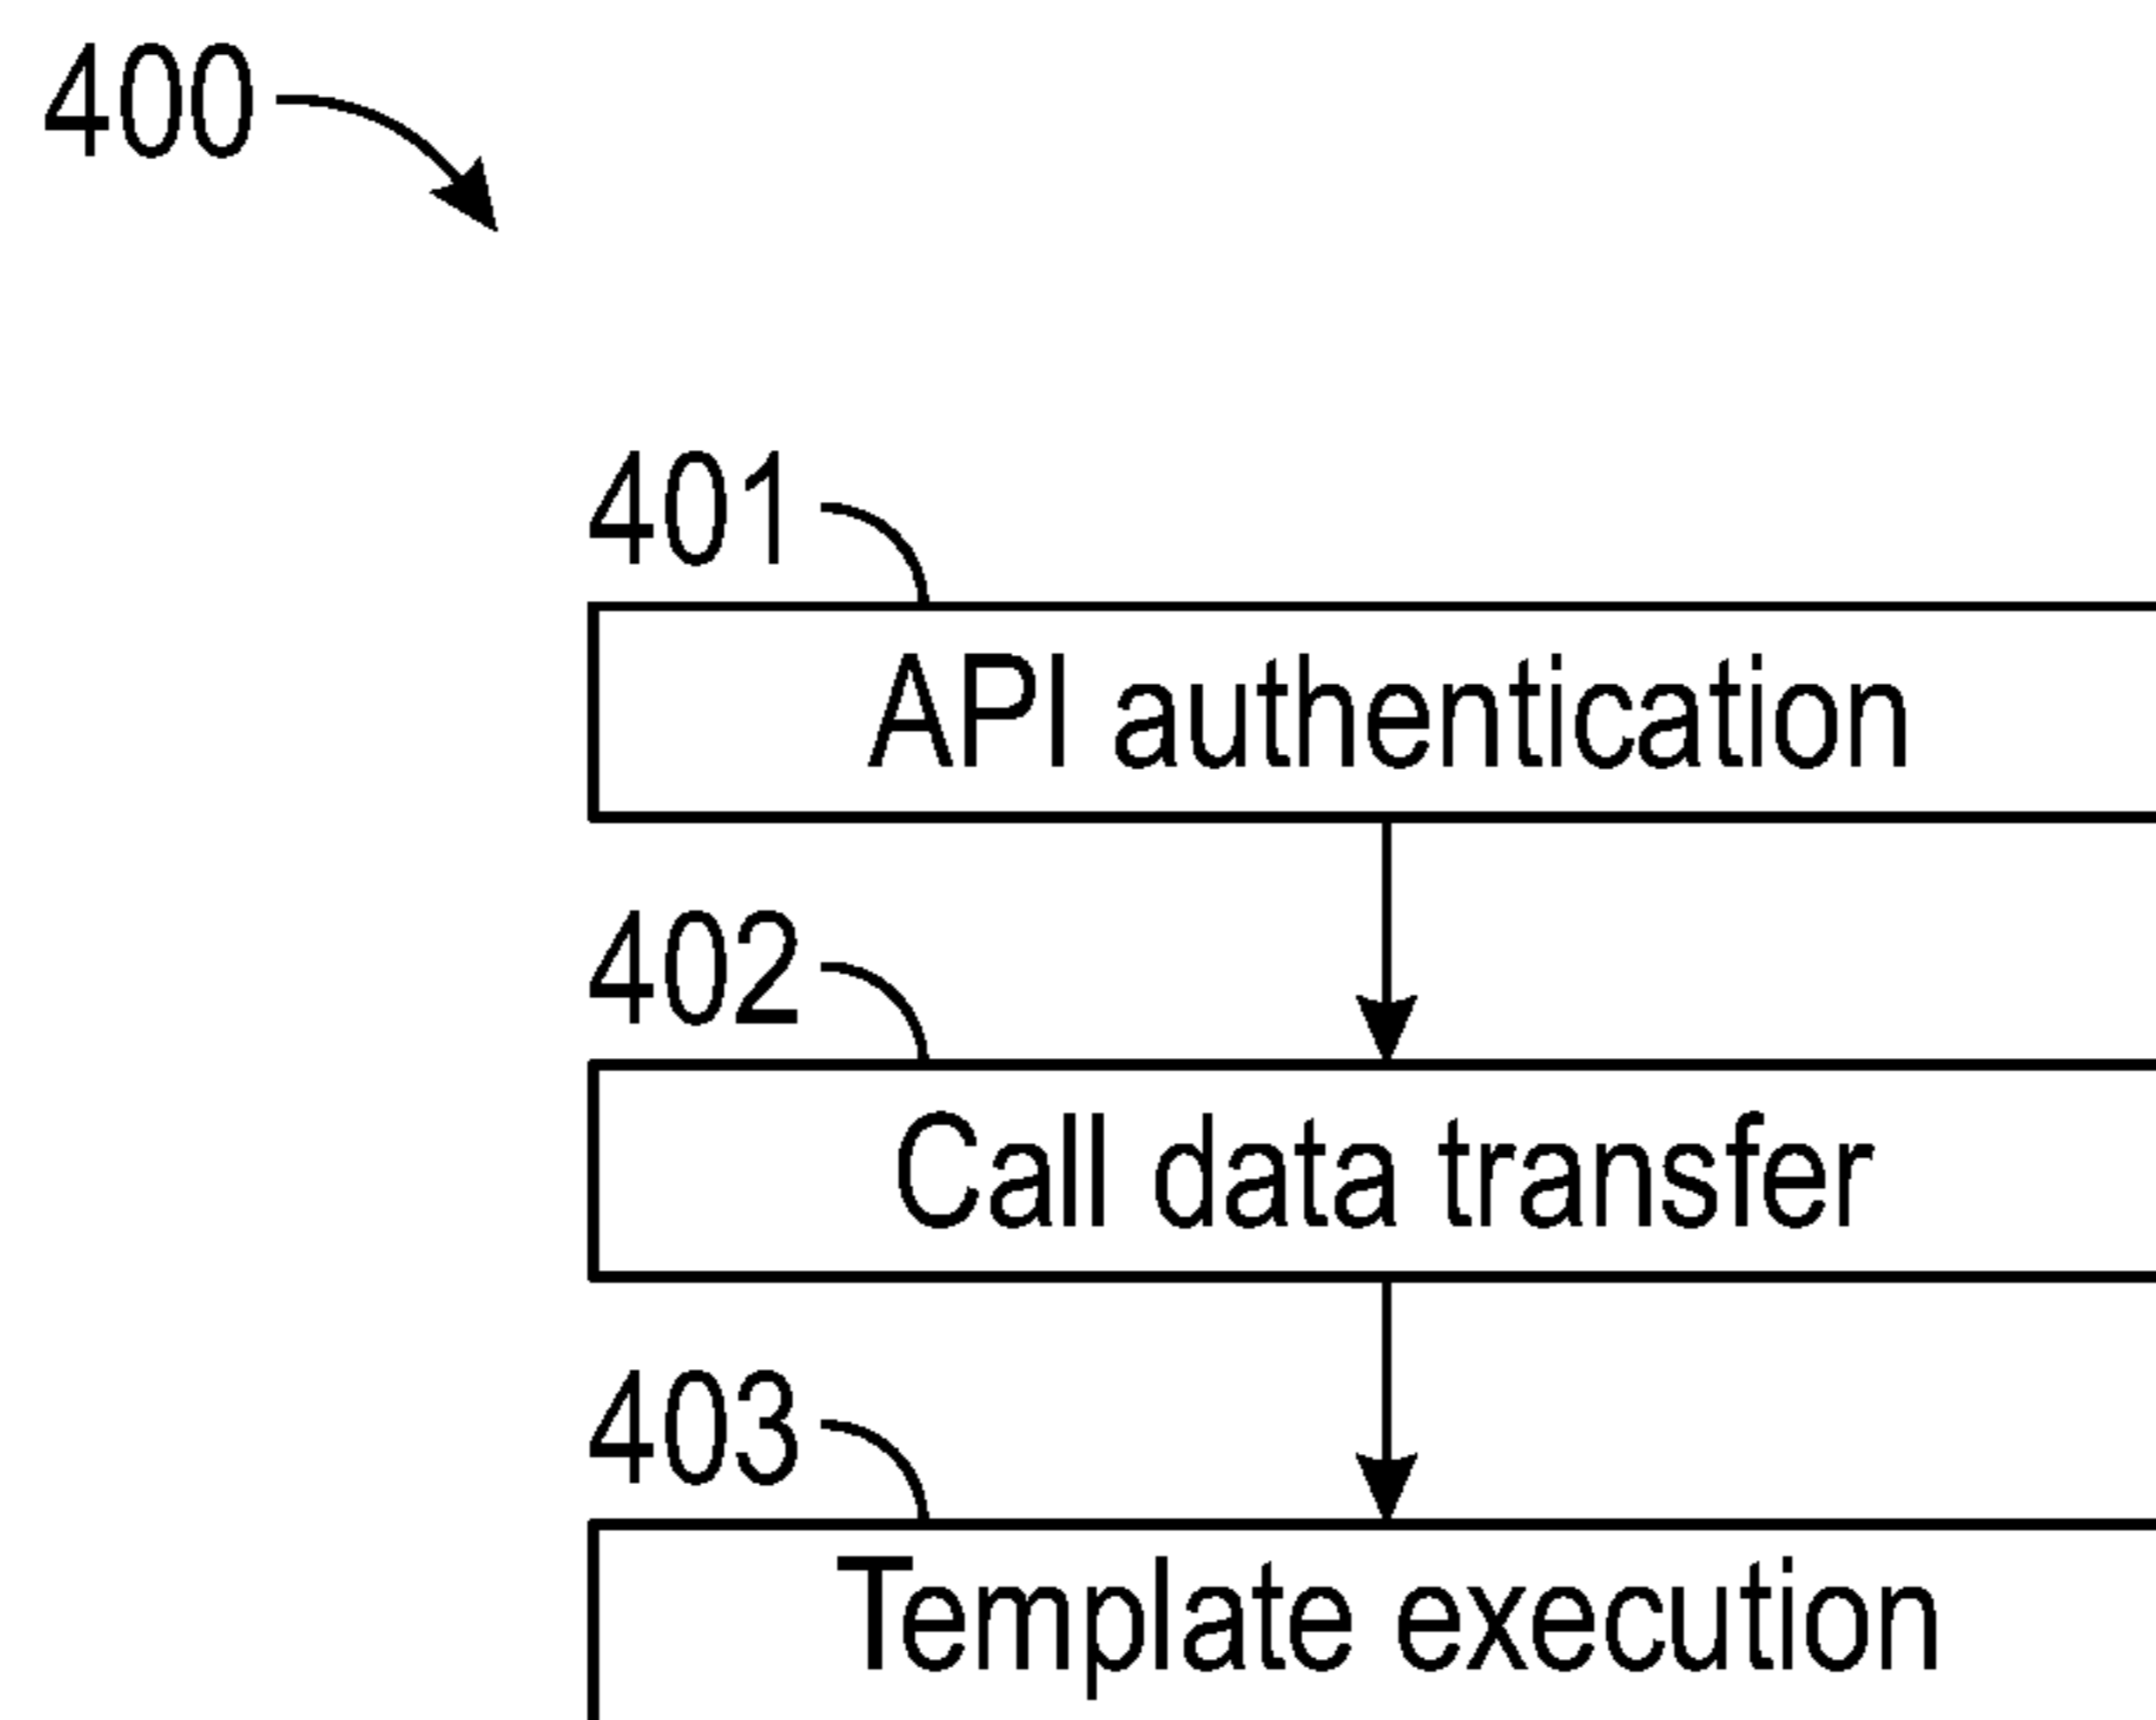 400
401
API authentication
402
Call data transfer
403
Template execution